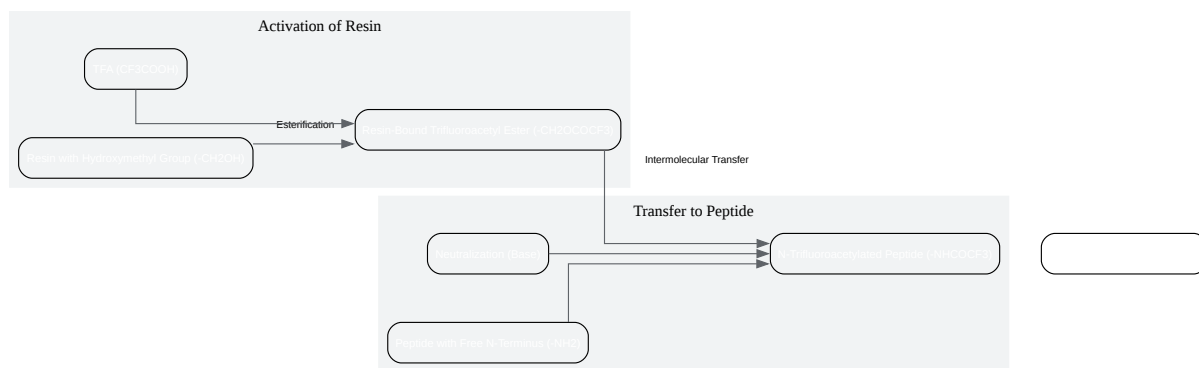 Activation of Resin
TFA (CF3COOH)
Esterification
Resin-Bound Trifluoroacetyl Ester (-CH2OCOCF3)
Resin with Hydroxymethyl Group (-CH2OH)
Intermolecular Transfer
Transfer to Peptide
Neutralization (Base)
N-Trifluoroacetylated Peptide (-NHCOCF3)
Peptide with Free N-Terminus (-NH2)